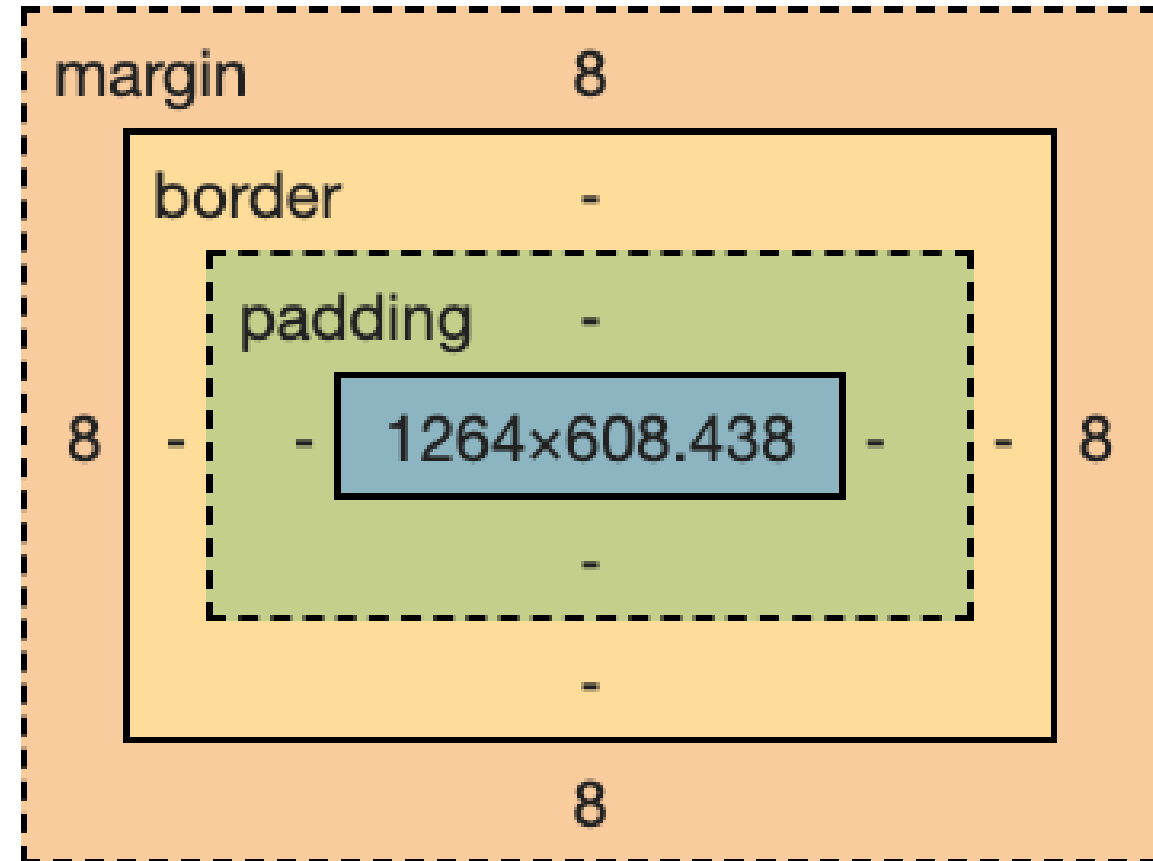 margin 8
border -
padding -
8 - - 1264×608.438 - - 8
-
-
8